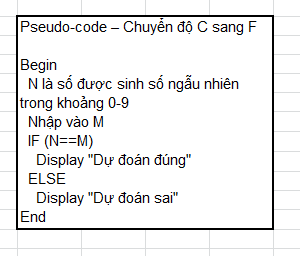 Pseudo-code – Chuyển độ C sang F
Begin
N là số được sinh số ngẫu nhiên
trong khoảng 0-9
Nhập vào M
IF (N==M)
Display "Dự đoán đúng"
ELSE
Display "Dự đoán sai"
End